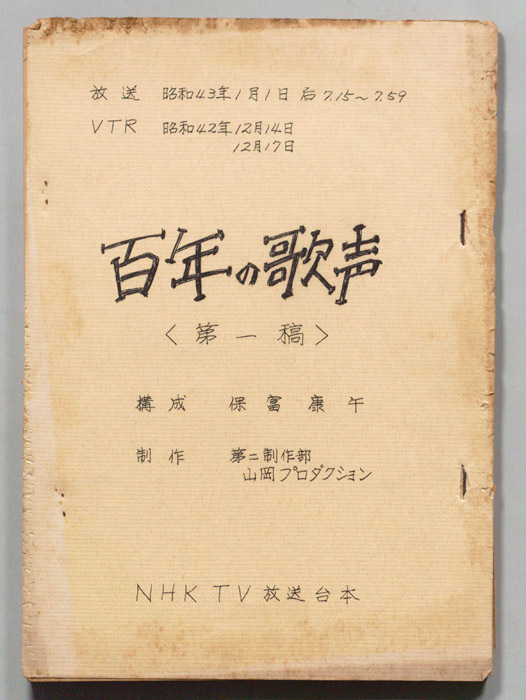 放送 昭和43年1月1日 后7.15～7.59
VTR 昭和42年12月14日
12月17日
百年の歌声
〈第一稿〉
構成 保富康午
制作 第二制作部
山岡プロダクション
NHK TV 放送台本